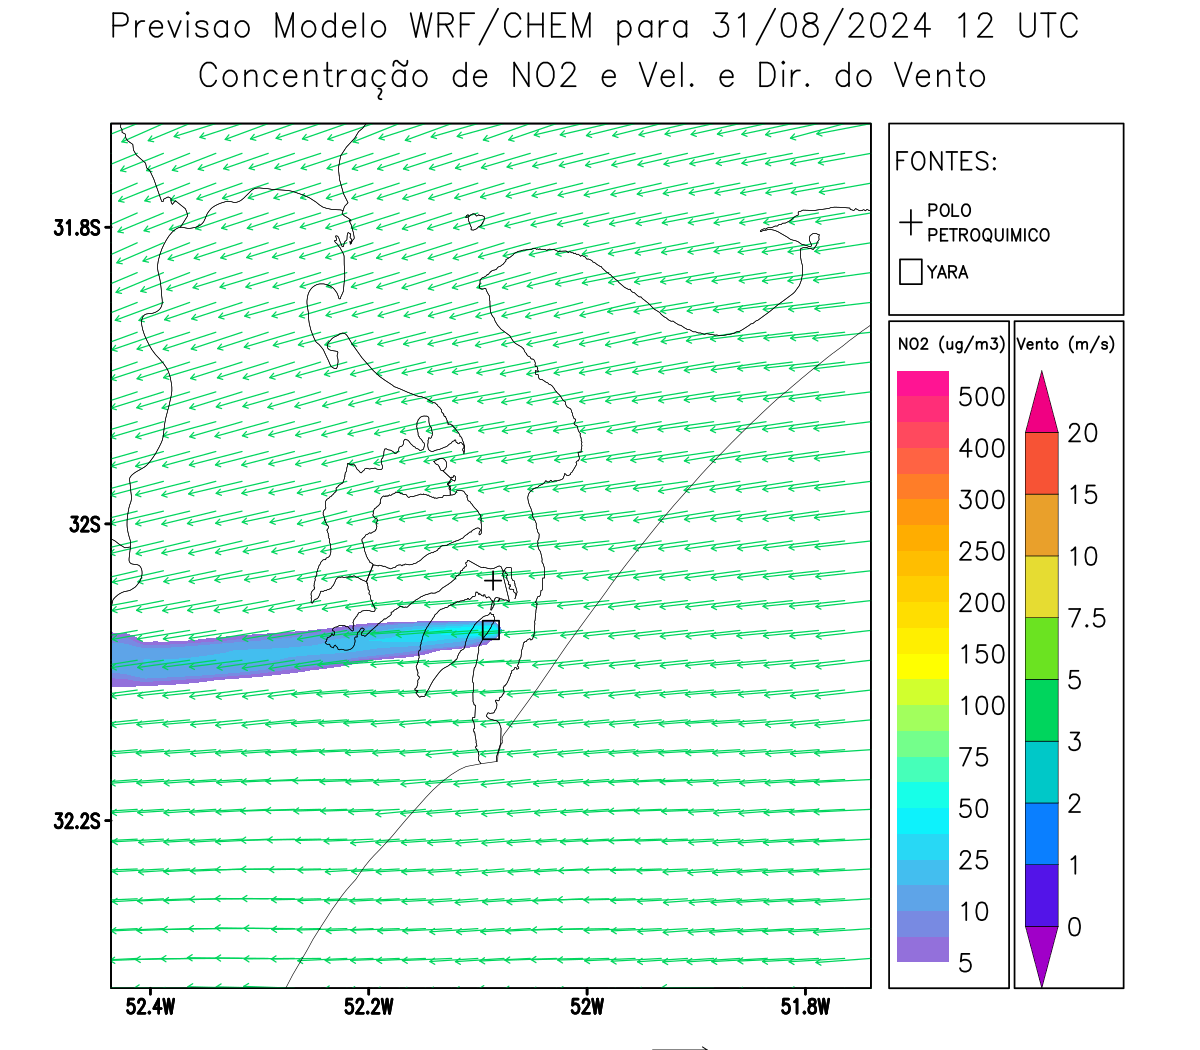 Previsao Modelo WRF/CHEM para 31/08/2024 12 UTC
Concentração de NO2 e Vel. e Dir. do Vento
FONTES:
POLO
PETROQUIMICO
YARA
NO2 (ug/m3)
500
400
300
250
200
150
100
75
50
25
10
5
Vento (m/s)
20
15
10
7.5
5
3
2
1
0
31.8S
32S
32.2S
52.4W
52.2W
52W
51.8W